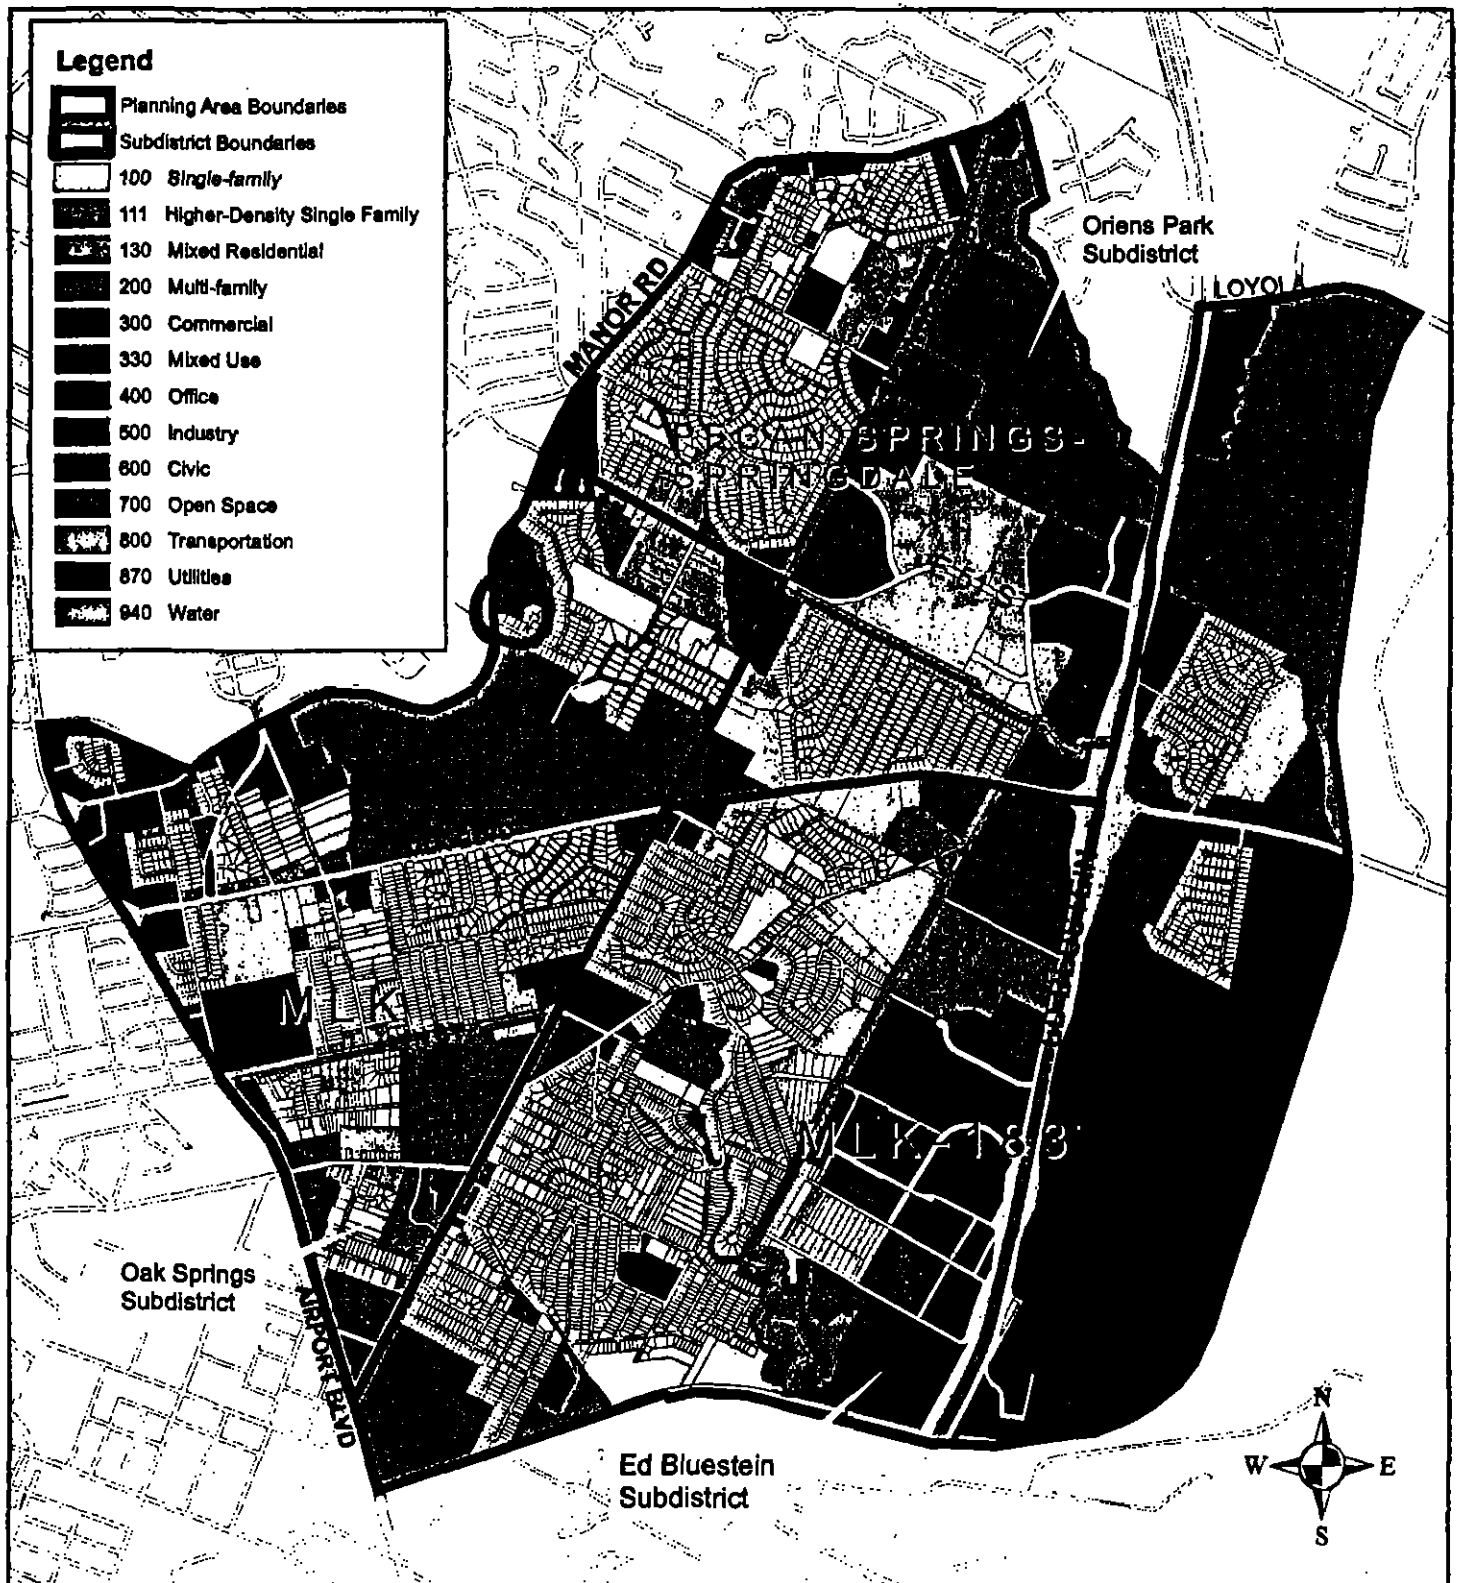 Legend
Planning Area Boundaries
Subdistrict Boundaries
100 Single-family
111 Higher-Density Single Family
130 Mixed Residential
200 Multi-family
300 Commercial
330 Mixed Use
400 Office
500 Industry
600 Civic
700 Open Space
800 Transportation
870 Utilities
940 Water
Oriens Park
Subdistrict
LOYOLA
MANOR RD
PECAN SPRINGS-
SPRINGDALE
MLK
MLK-183
Oak Springs
Subdistrict
AIRPORT BLVD
Ed Bluestein
Subdistrict
N
W E
S